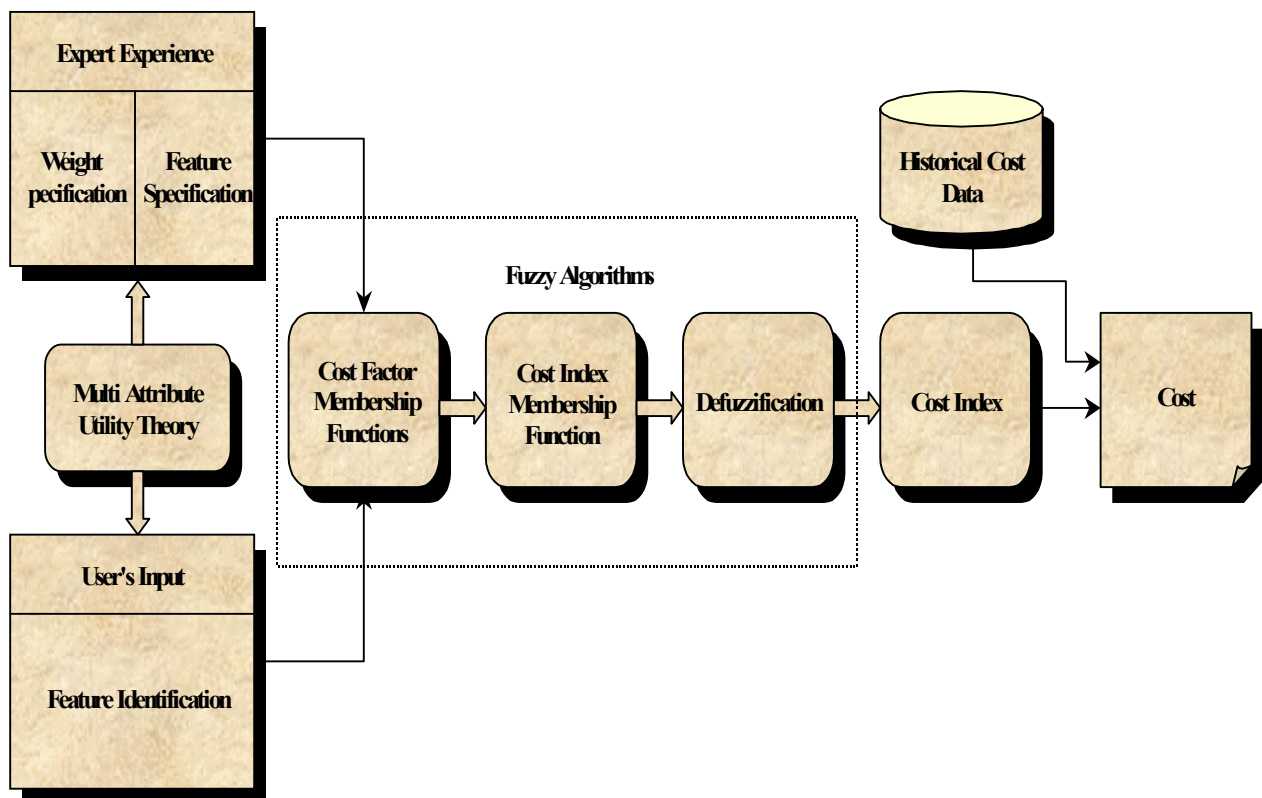 Expert Experience
Weight
pecification
Feature
Specification
Historical Cost
Data
Fuzzy Algorithms
Multi Attribute
Utility Theory
Cost Factor
Membership
Functions
Cost Index
Membership
Function
Defuzzification
Cost Index
Cost
User's Input
Feature Identification